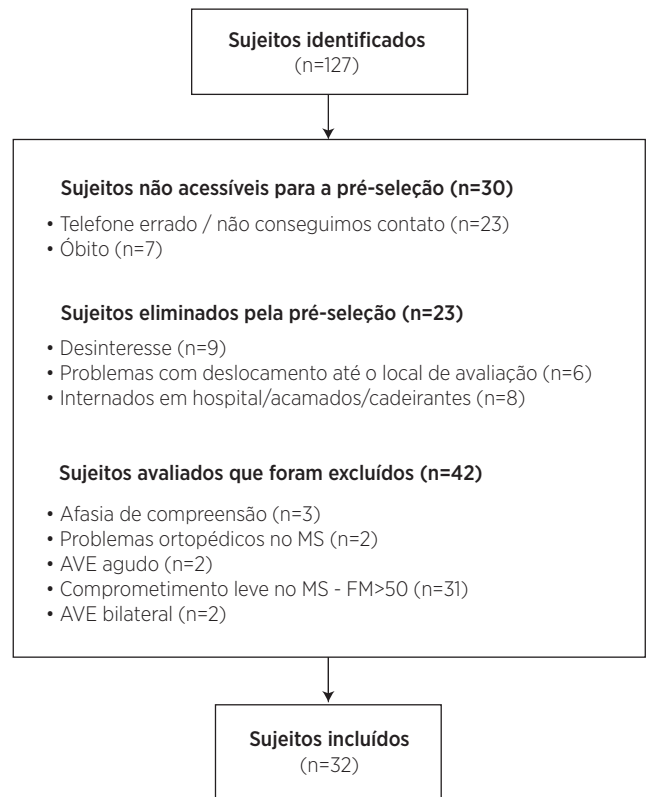 Sujeitos identificados
(n=127)
Sujeitos não acessíveis para a pré-seleção (n=30)
• Telefone errado / não conseguimos contato (n=23)
• Óbito (n=7)
Sujeitos eliminados pela pré-seleção (n=23)
• Desinteresse (n=9)
• Problemas com deslocamento até o local de avaliação (n=6)
• Internados em hospital/acamados/cadeirantes (n=8)
Sujeitos avaliados que foram excluídos (n=42)
• Afasia de compreensão (n=3)
• Problemas ortopédicos no MS (n=2)
• AVE agudo (n=2)
• Comprometimento leve no MS - FM>50 (n=31)
• AVE bilateral (n=2)
Sujeitos incluídos
(n=32)